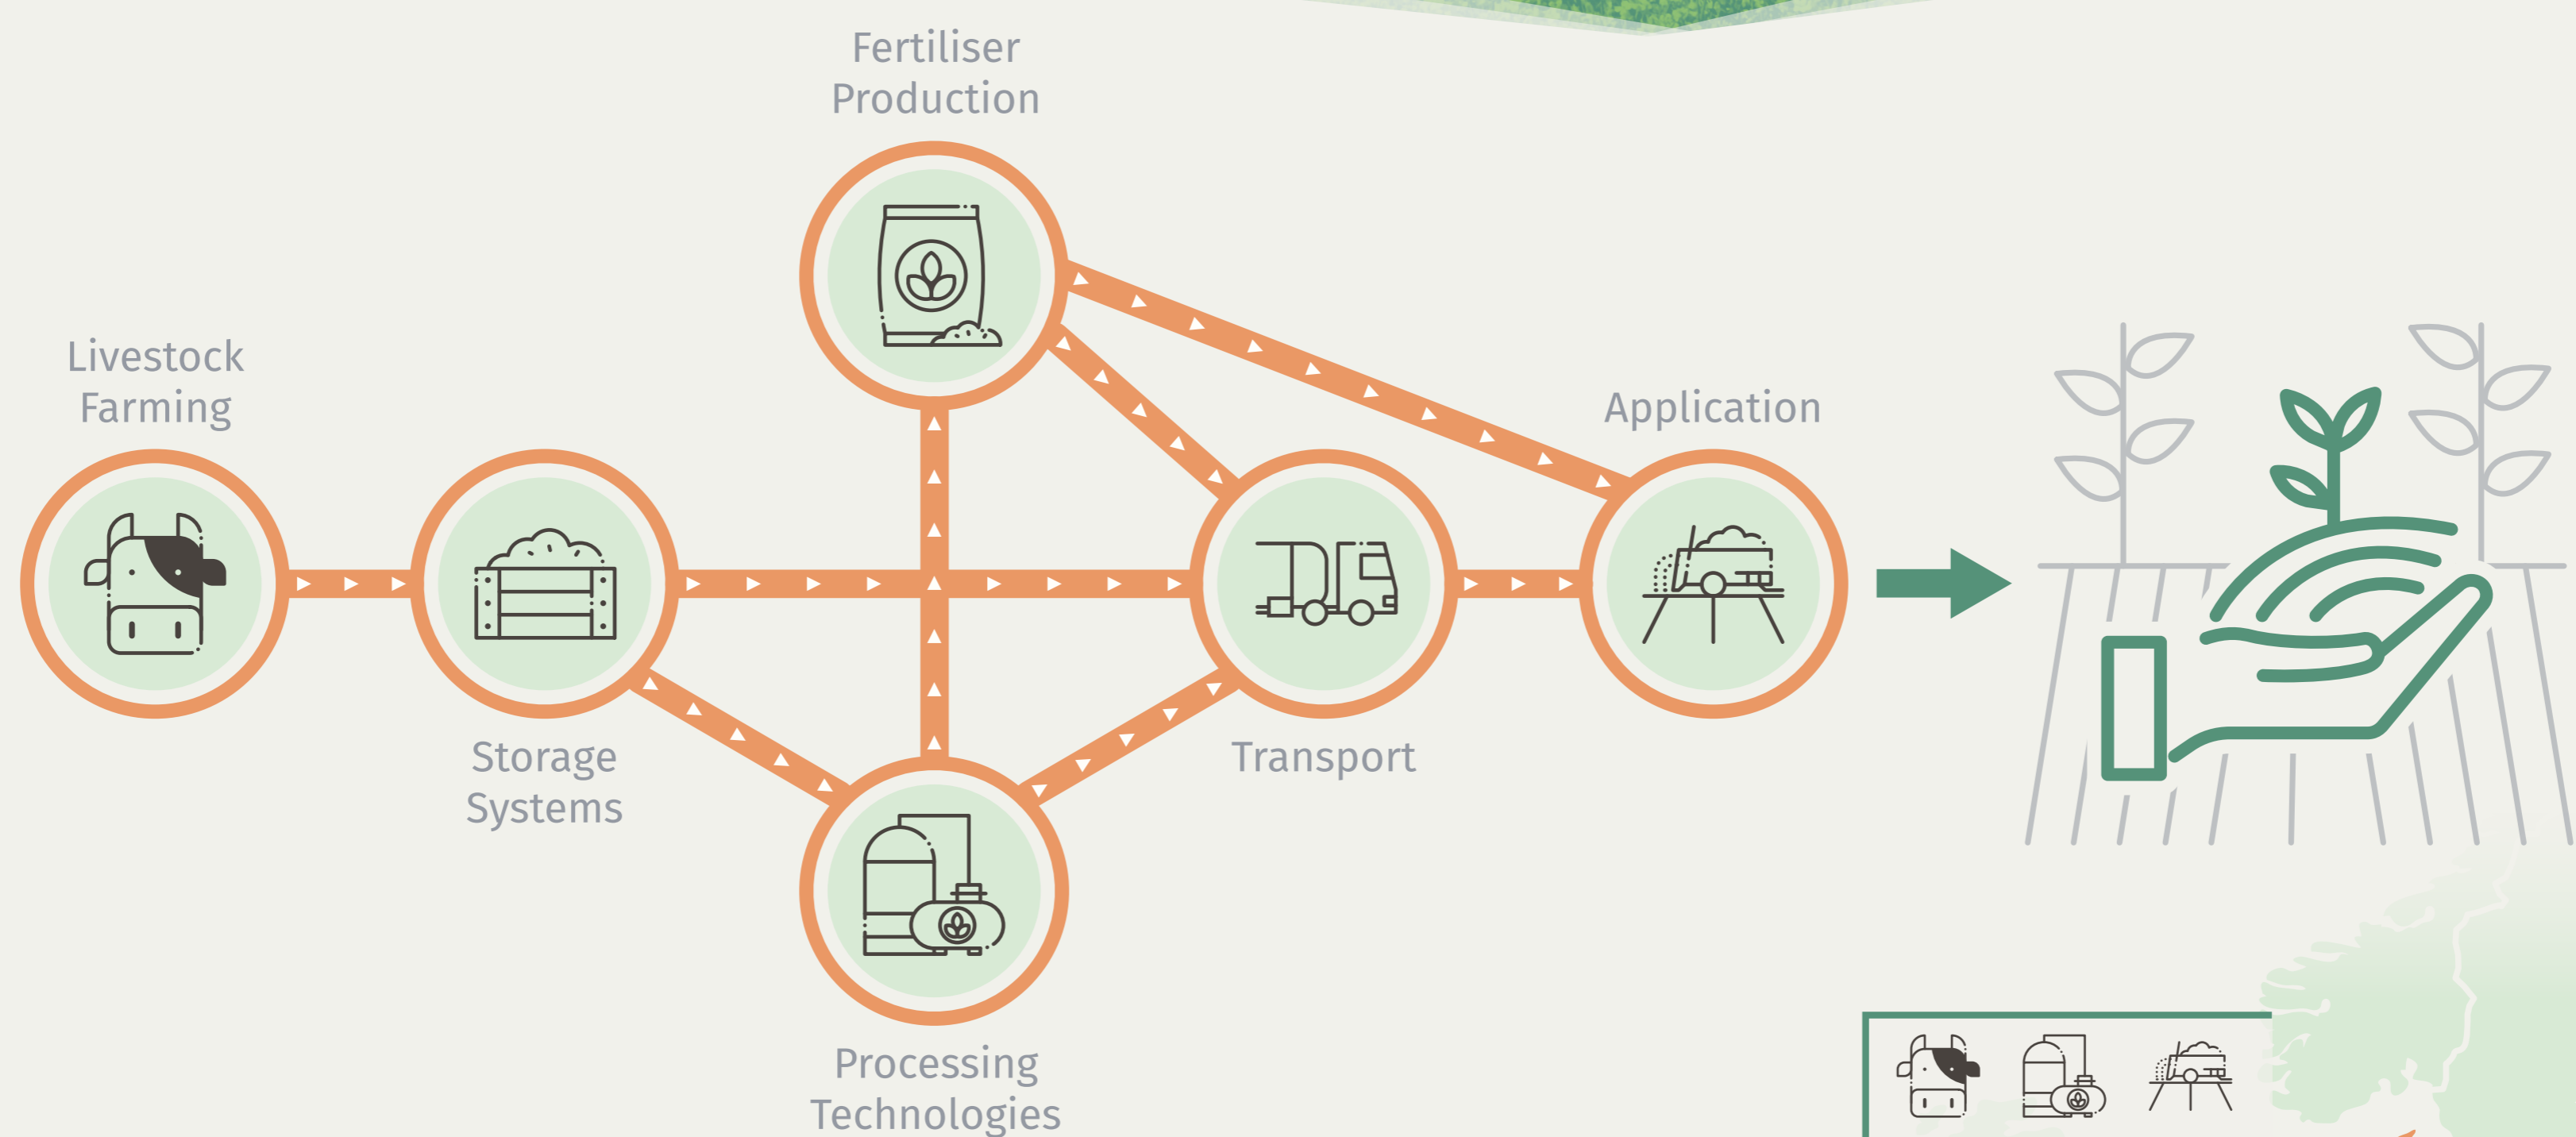 Fertiliser
Production
Livestock
Farming
Application
Storage
Systems
Transport
Processing
Technologies